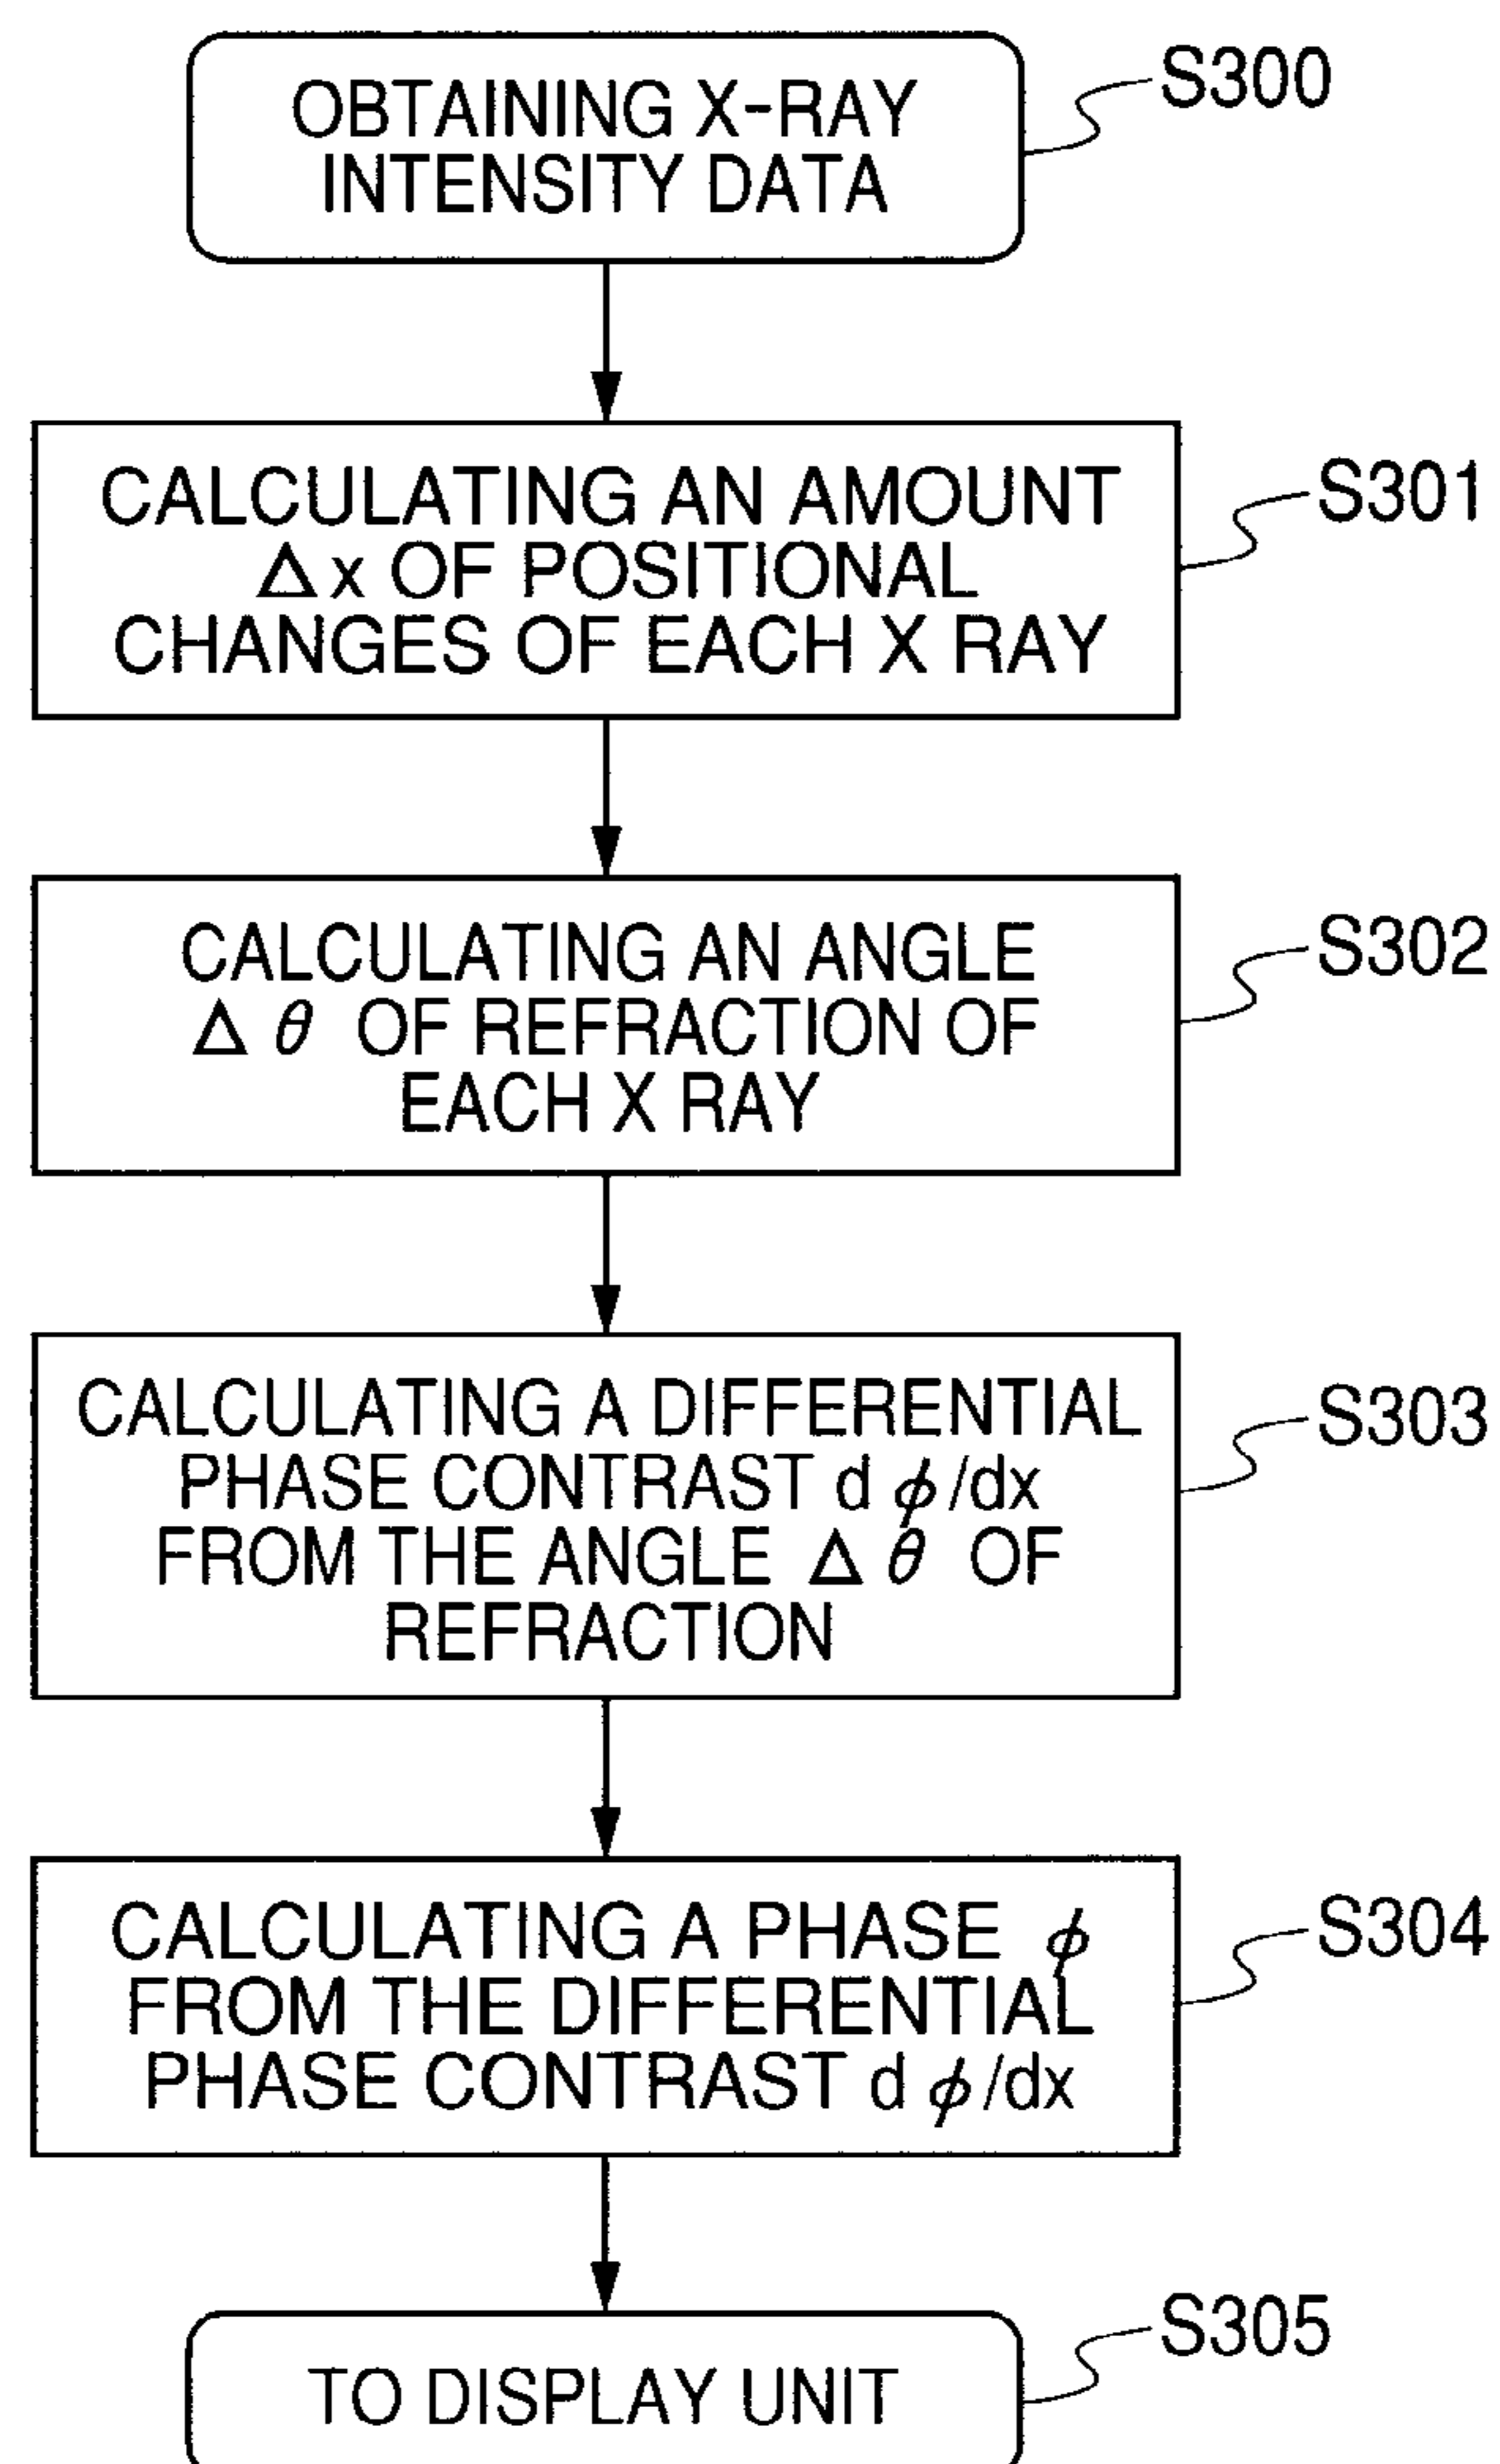 OBTAINING X-RAY
INTENSITY DATA
S300
CALCULATING AN AMOUNT
Δx OF POSITIONAL
CHANGES OF EACH X RAY
S301
CALCULATING AN ANGLE
Δθ OF REFRACTION OF
EACH X RAY
S302
CALCULATING A DIFFERENTIAL
PHASE CONTRAST dϕ/dx
FROM THE ANGLE Δθ OF
REFRACTION
S303
CALCULATING A PHASE ϕ
FROM THE DIFFERENTIAL
PHASE CONTRAST dϕ/dx
S304
TO DISPLAY UNIT
S305